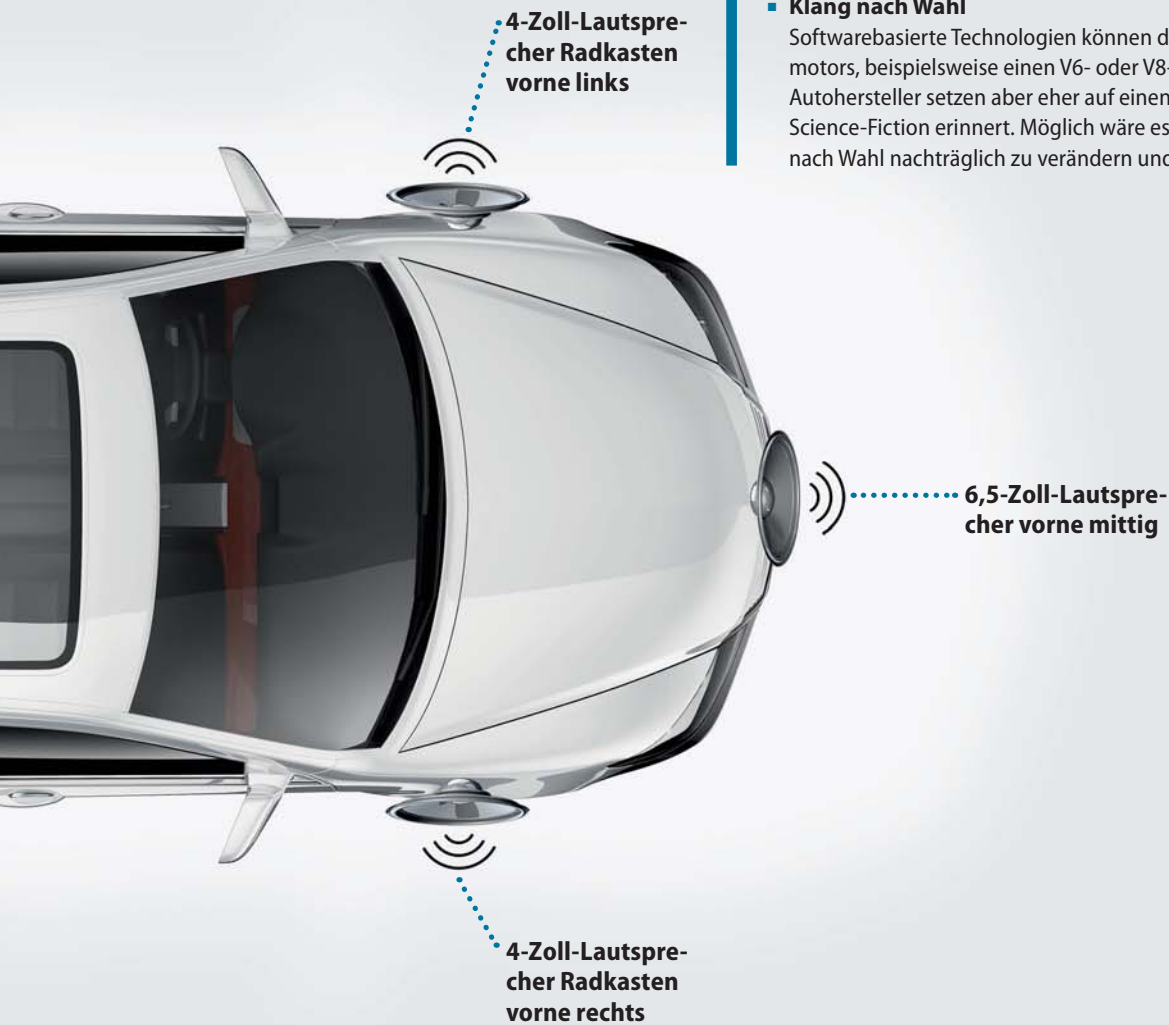 4-Zoll-Lautspre-
cher Radkasten
vorne links
▪ Klang nach Wahl
Softwarebasierte Technologien können d
motors, beispielsweise einen V6- oder V8-
Autohersteller setzen aber eher auf einen
Science-Fiction erinnert. Möglich wäre es
nach Wahl nachträglich zu verändern und
6,5-Zoll-Lautspre-
cher vorne mittig
4-Zoll-Lautspre-
cher Radkasten
vorne rechts